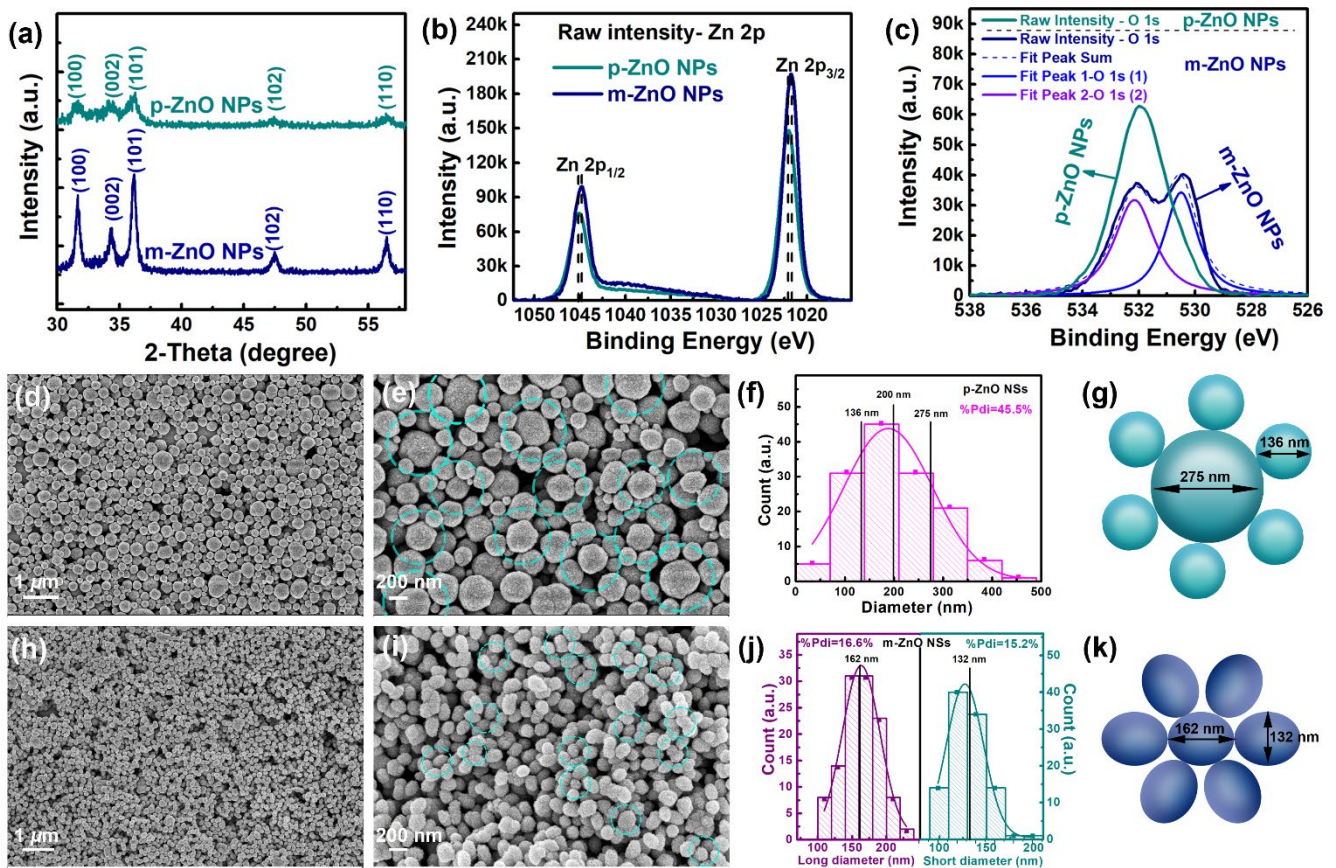 (a)
Intensity (a.u.)
(100)
(002)
(101)
p-ZnO NPs
(102)
(110)
(100)
(002)
(101)
m-ZnO NPs
(102)
(110)
30 35 40 45 50 55
2-Theta (degree)
(b)
Raw intensity- Zn 2p
p-ZnO NPs
m-ZnO NPs
Zn 2p3/2
Zn 2p1/2
Intensity (a.u.)
240k
210k
180k
150k
120k
90k
60k
30k
0
1050 1045 1040 1035 1030 1025 1020
Binding Energy (eV)
(c)
Raw Intensity - O 1s p-ZnO NPs
Raw Intensity - O 1s
Fit Peak Sum
Fit Peak 1-O 1s (1)
Fit Peak 2-O 1s (2)
m-ZnO NPs
p-ZnO NPs
m-ZnO NPs
Intensity (a.u.)
90k
80k
70k
60k
50k
40k
30k
20k
10k
0
538 536 534 532 530 528 526
Binding Energy (eV)
(d)
1 μm
(e)
200 nm
(f)
p-ZnO NSs
%Pdi=45.5%
136 nm
200 nm
275 nm
Count (a.u.)
50
40
30
20
10
0
0 100 200 300 400 500
Diameter (nm)
(g)
136 nm
275 nm
(h)
1 μm
(i)
200 nm
(j)
%Pdi=16.6% m-ZnO NSs %Pdi=15.2%
162 nm
132 nm
Count (a.u.)
35
30
25
20
15
10
5
0
50 100 150 200
Long diameter (nm)
100 150 200
Short diameter (nm)
50
40
30
20
10
0
Count (a.u.)
(k)
162 nm
132 nm